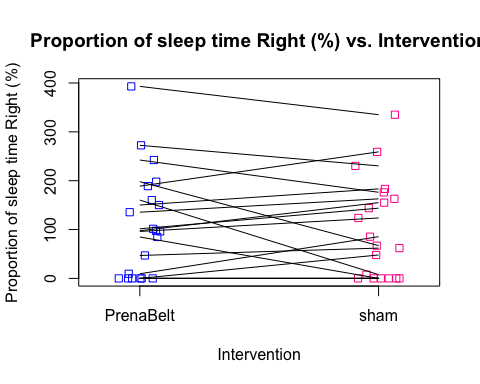 Proportion of sleep time Right (%) vs. Intervention
Proportion of sleep time Right (%)
400
300
200
100
0
PrenaBelt
sham
Intervention